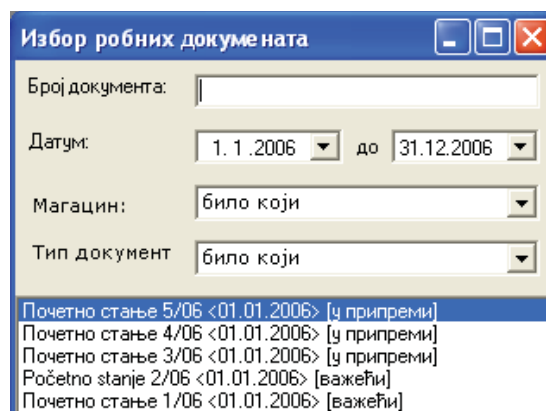 Избор робних докумената
Број документа:
Датум: 1. 1 .2006 до 31.12.2006
Магацин: било који
Тип документ било који
Почетно стање 5/06 <01.01.2006> [у припреми]
Почетно стање 4/06 <01.01.2006> [у припреми]
Почетно стање 3/06 <01.01.2006> [у припреми]
Početno stanje 2/06 <01.01.2006> [важећи]
Почетно стање 1/06 <01.01.2006> [важећи]